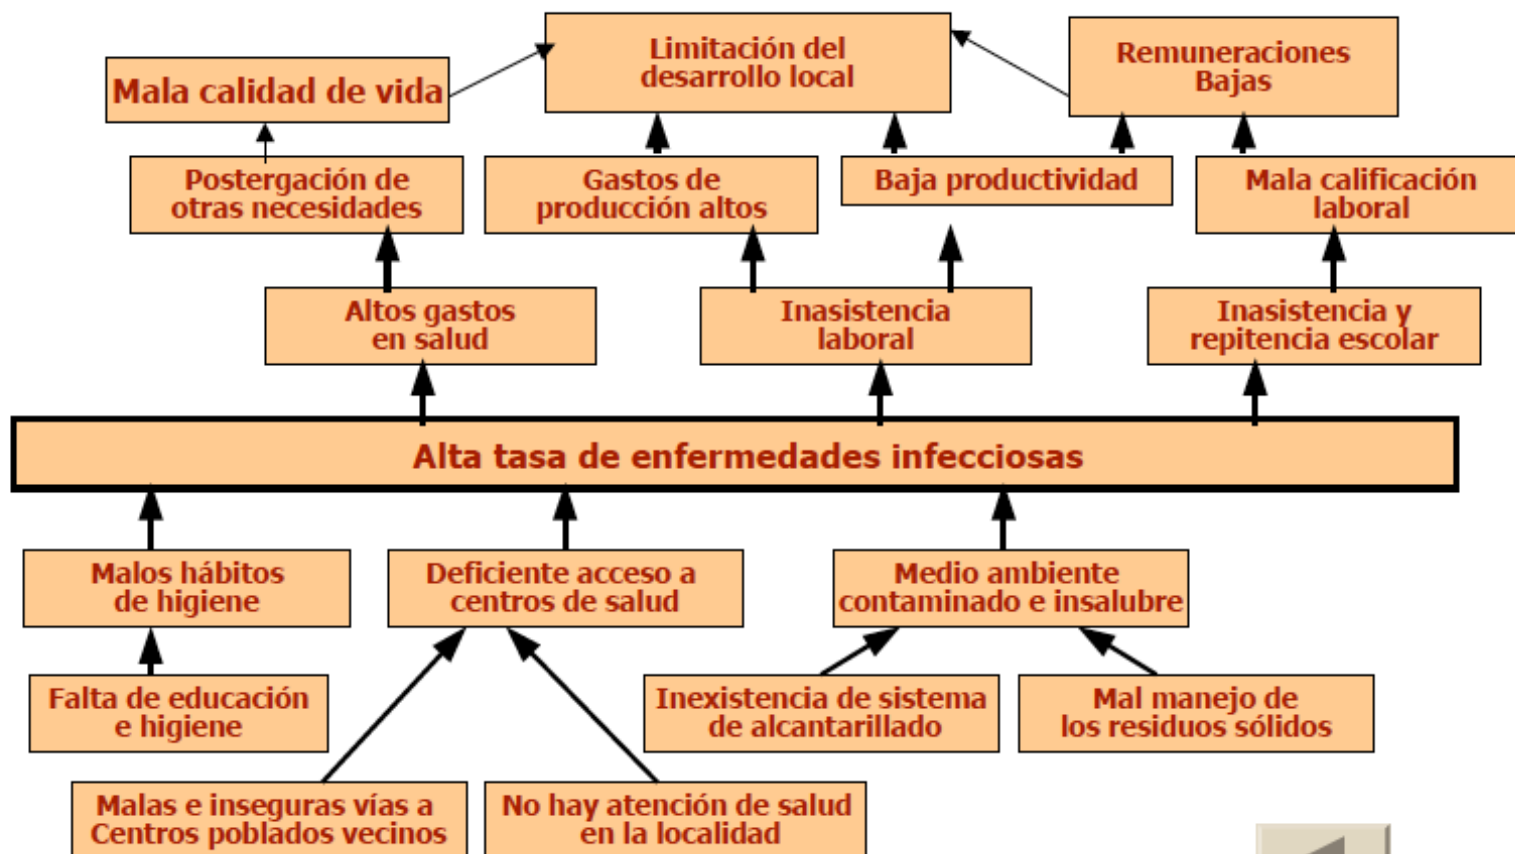 Limitación del
desarrollo local
Remuneraciones
Bajas
Mala calidad de vida
Postergación de
otras necesidades
Gastos de
producción altos
Baja productividad
Mala calificación
laboral
Altos gastos
en salud
Inasistencia
laboral
Inasistencia y
repitencia escolar
Alta tasa de enfermedades infecciosas
Malos hábitos
de higiene
Deficiente acceso a
centros de salud
Medio ambiente
contaminado e insalubre
Falta de educación
e higiene
Inexistencia de sistema
de alcantarillado
Mal manejo de
los residuos sólidos
Malas e inseguras vías a
Centros poblados vecinos
No hay atención de salud
en la localidad